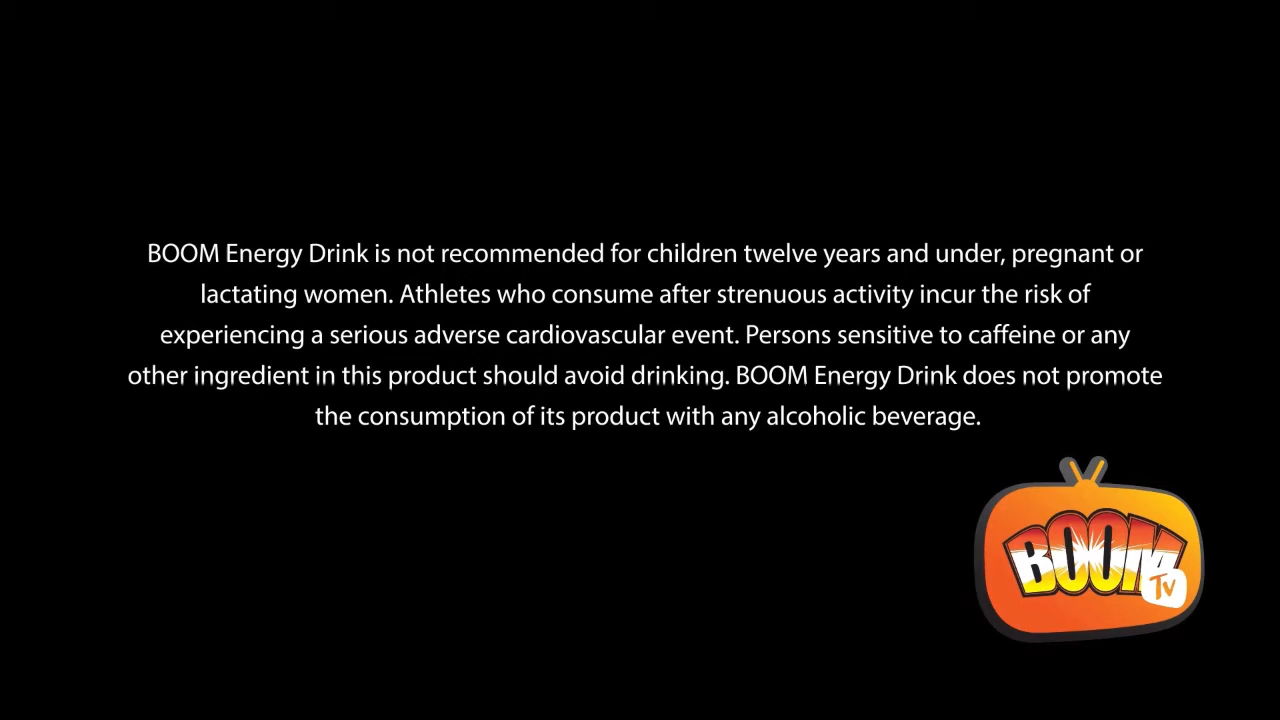 BOOM Energy Drink is not recommended for children twelve years and under, pregnant or
lactating women. Athletes who consume after strenuous activity incur the risk of
experiencing a serious adverse cardiovascular event. Persons sensitive to caffeine or any
other ingredient in this product should avoid drinking. BOOM Energy Drink does not promote
the consumption of its product with any alcoholic beverage.
BOOM
Tv